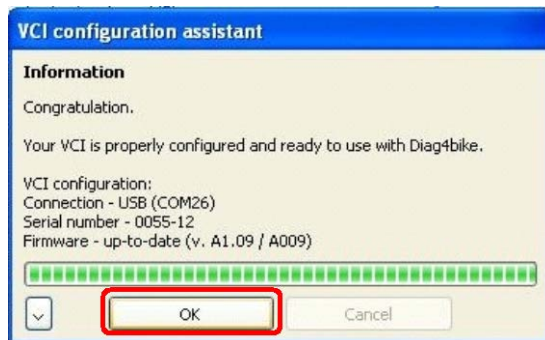 VCI configuration assistant
Information
Congratulation.
Your VCI is properly configured and ready to use with Diag4bike.
VCI configuration:
Connection - USB (COM26)
Serial number - 0055-12
Firmware - up-to-date (v. A1.09 / A009)
OK
Cancel